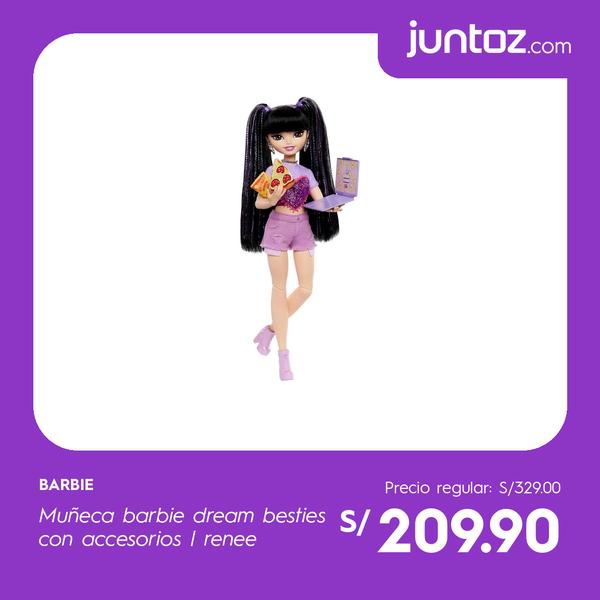 juntoz.com
BARBIE
Muñeca barbie dream besties
con accesorios | renee
Precio regular: S/329.00
S/ 209.90